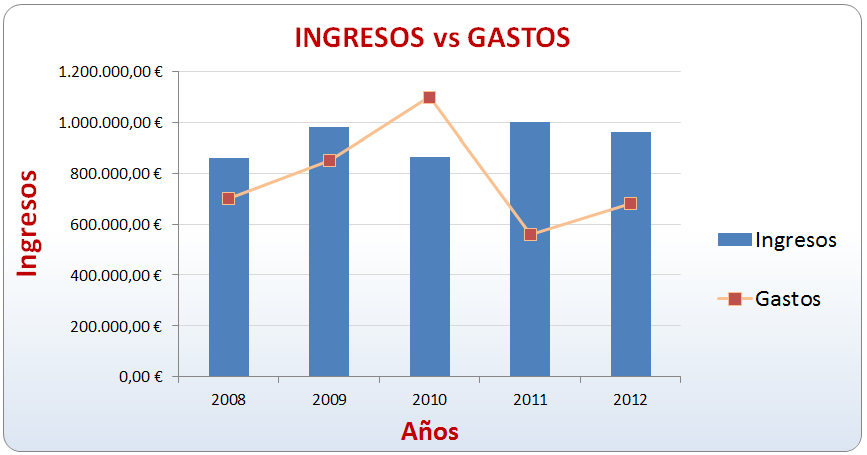 INGRESOS vs GASTOS
1.200.000,00 €
1.000.000,00 €
800.000,00 €
600.000,00 €
400.000,00 €
200.000,00 €
0,00 €
Ingresos
2008 2009 2010 2011 2012
Años
Ingresos
Gastos